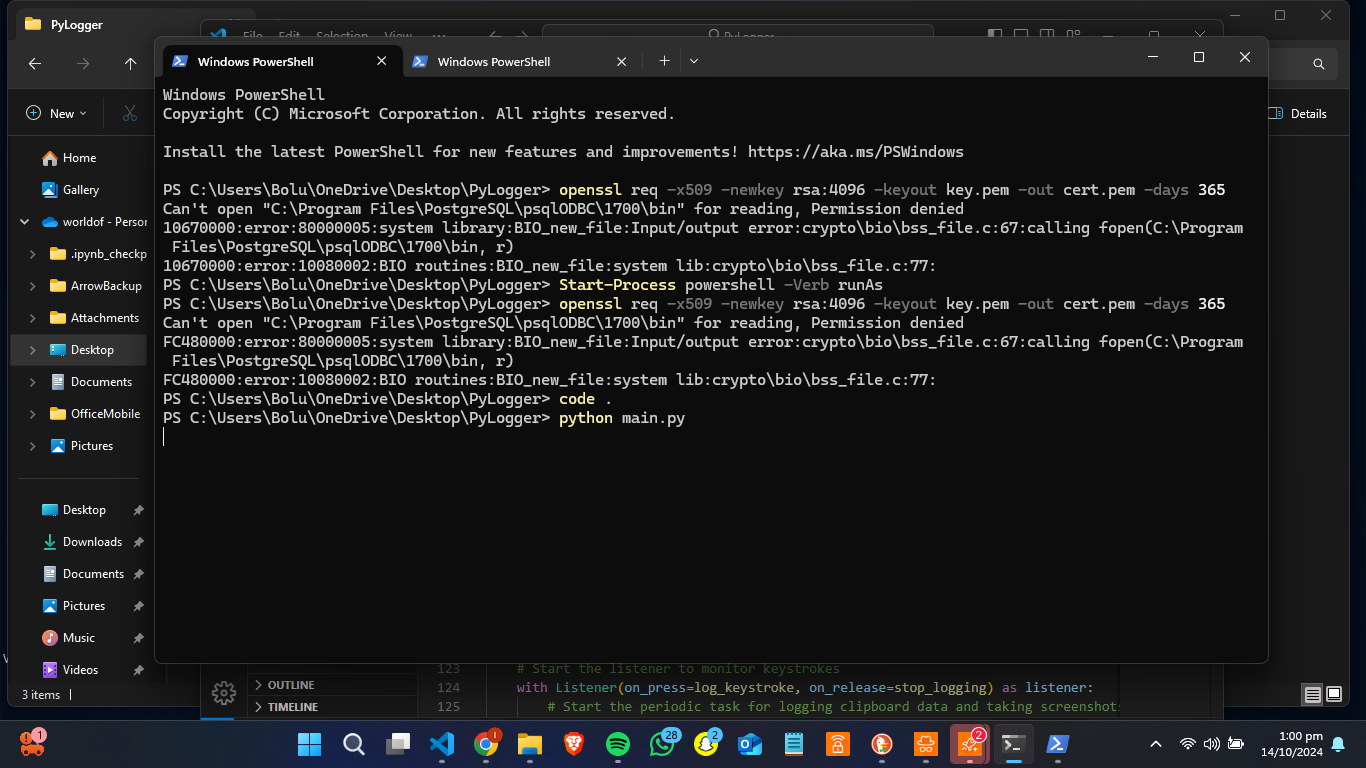 PyLogger
File Edit Selection View ...
PyLogger
Windows PowerShell
Windows PowerShell
New
Details
Home
Gallery
worldof - Person
.ipynb_checkp
ArrowBackup
Attachments
Desktop
Documents
OfficeMobile
Pictures
Desktop
Downloads
Documents
Pictures
Music
Videos
3 items
Windows PowerShell
Copyright (C) Microsoft Corporation. All rights reserved.
Install the latest PowerShell for new features and improvements! https://aka.ms/PSWindows
PS C:\Users\Bolu\OneDrive\Desktop\PyLogger> openssl req -x509 -newkey rsa:4096 -keyout key.pem -out cert.pem -days 365
Can't open "C:\Program Files\PostgreSQL\psqlODBC\1700\bin" for reading, Permission denied
10670000:error:80000005:system library:BIO_new_file:Input/output error:crypto\bio\bss_file.c:67:calling fopen(C:\Program
Files\PostgreSQL\psqlODBC\1700\bin, r)
10670000:error:10080002:BIO routines:BIO_new_file:system lib:crypto\bio\bss_file.c:77:
PS C:\Users\Bolu\OneDrive\Desktop\PyLogger> Start-Process powershell -Verb runAs
PS C:\Users\Bolu\OneDrive\Desktop\PyLogger> openssl req -x509 -newkey rsa:4096 -keyout key.pem -out cert.pem -days 365
Can't open "C:\Program Files\PostgreSQL\psqlODBC\1700\bin" for reading, Permission denied
FC480000:error:80000005:system library:BIO_new_file:Input/output error:crypto\bio\bss_file.c:67:calling fopen(C:\Program
Files\PostgreSQL\psqlODBC\1700\bin, r)
FC480000:error:10080002:BIO routines:BIO_new_file:system lib:crypto\bio\bss_file.c:77:
PS C:\Users\Bolu\OneDrive\Desktop\PyLogger> code .
PS C:\Users\Bolu\OneDrive\Desktop\PyLogger> python main.py
OUTLINE
TIMELINE
123 # Start the listener to monitor keystrokes
124 with Listener(on_press=log_keystroke, on_release=stop_logging) as listener:
125 # Start the periodic task for logging clipboard data and taking screenshots
1
1
28
2
2
1:00 pm
14/10/2024